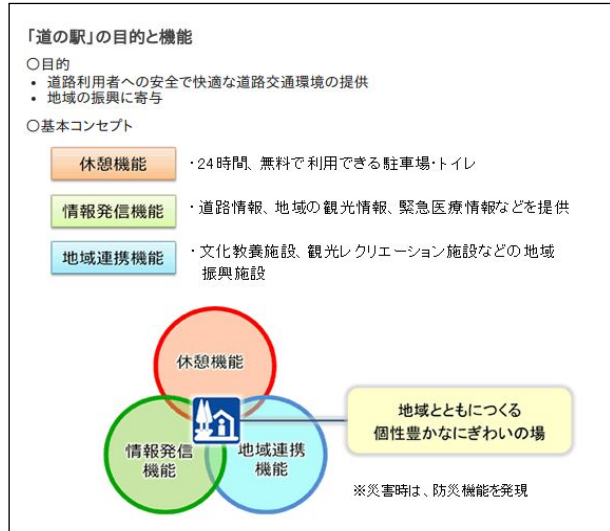 「道の駅」の目的と機能
○目的
• 道路利用者への安全で快適な道路交通環境の提供
• 地域の振興に寄与
○基本コンセプト
休憩機能
・24時間、無料で利用できる駐車場・トイレ
情報発信機能
・道路情報、地域の観光情報、緊急医療情報などを提供
地域連携機能
・文化教養施設、観光レクリエーション施設などの地域
振興施設
休憩機能
情報発信
機能
地域連携
機能
地域とともにつくる
個性豊かなにぎわいの場
※災害時は、防災機能を発現